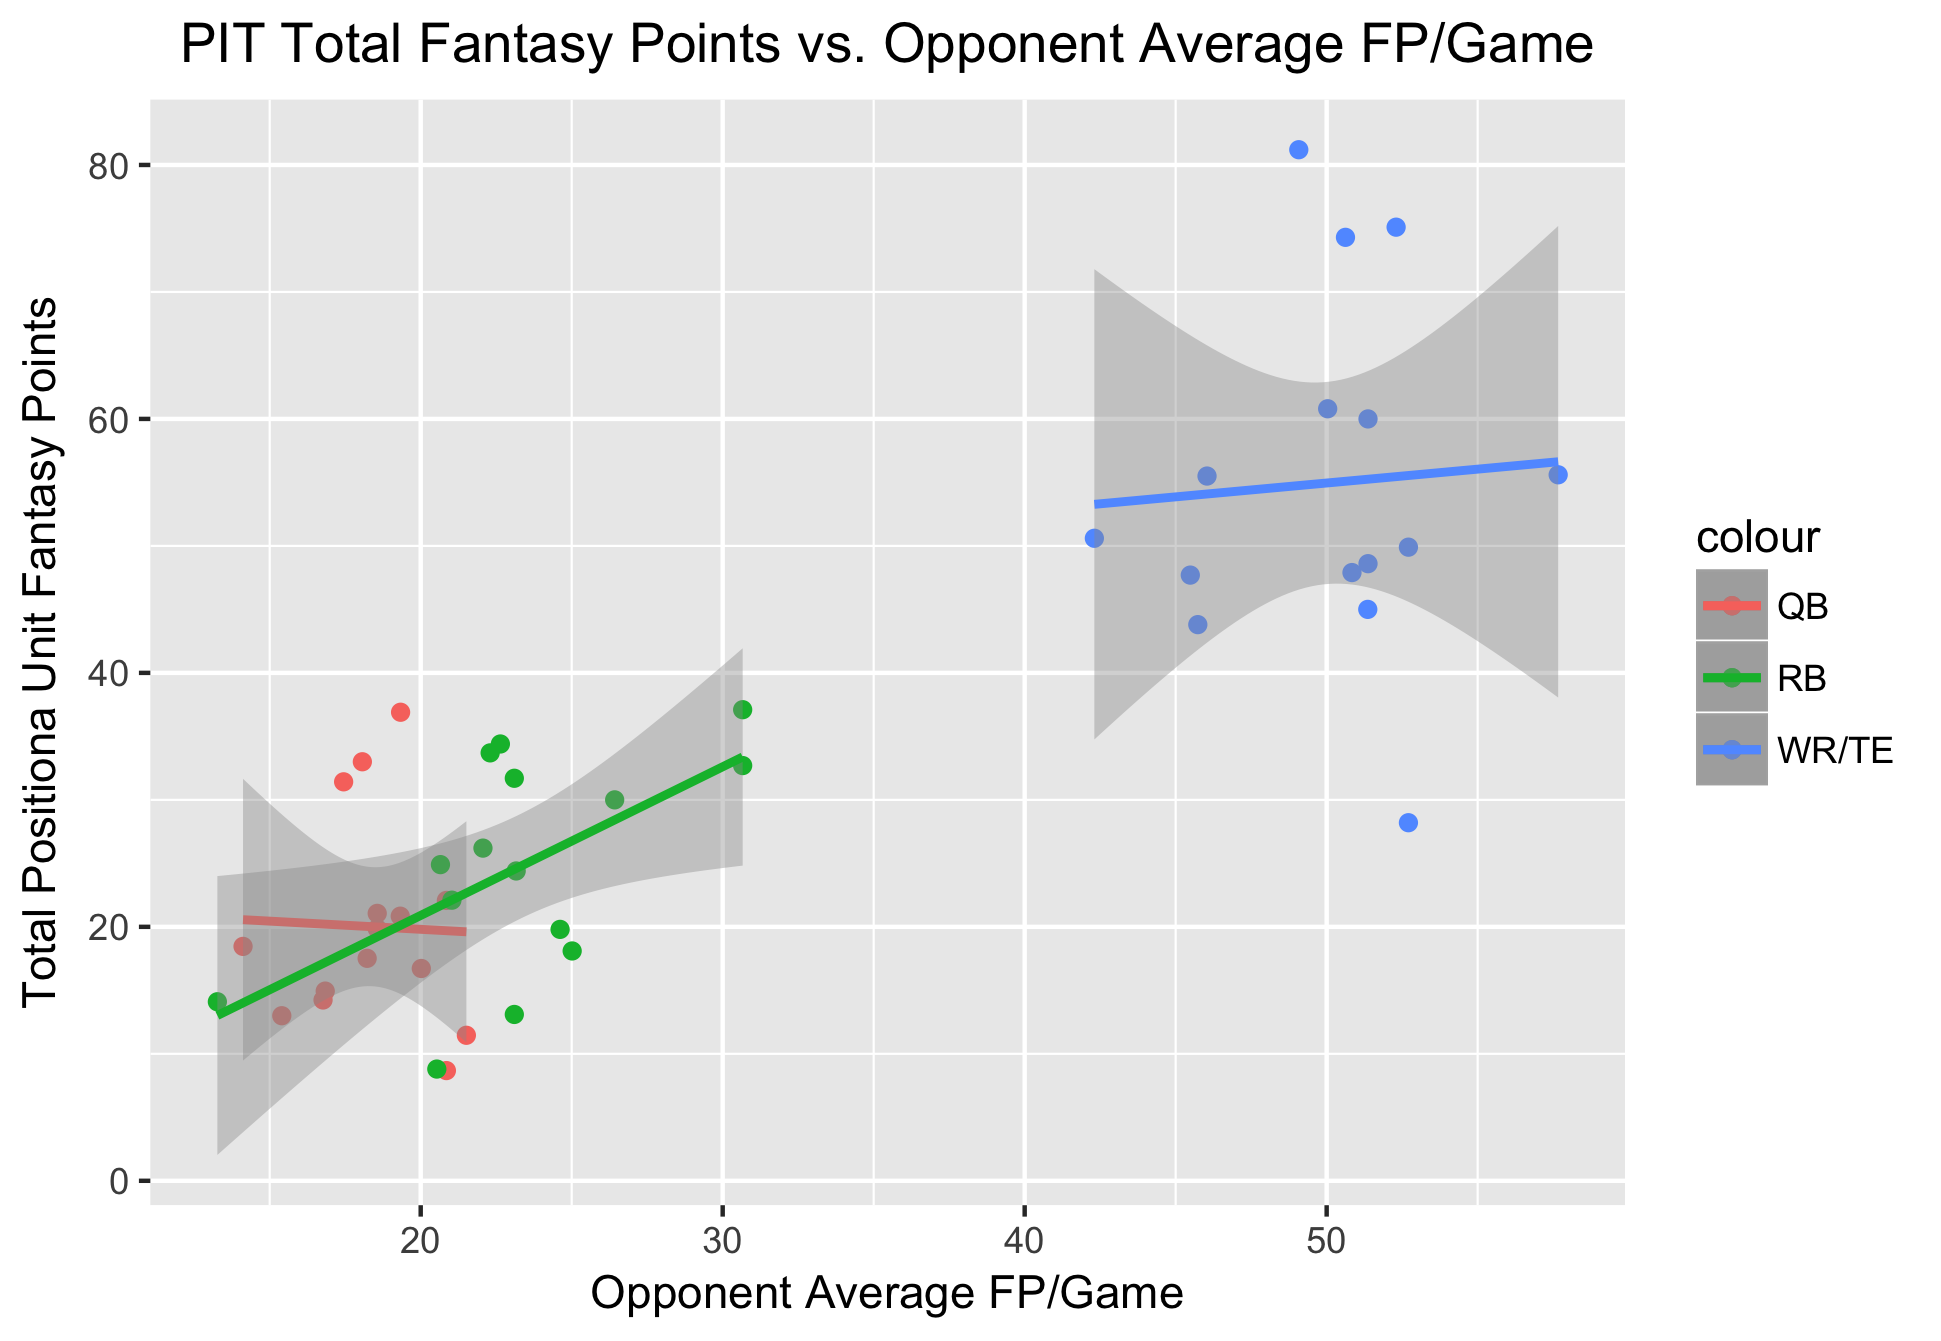 PIT Total Fantasy Points vs. Opponent Average FP/Game
Total Positiona Unit Fantasy Points
80
60
40
20
0
20
30
40
50
Opponent Average FP/Game
colour
QB
RB
WR/TE